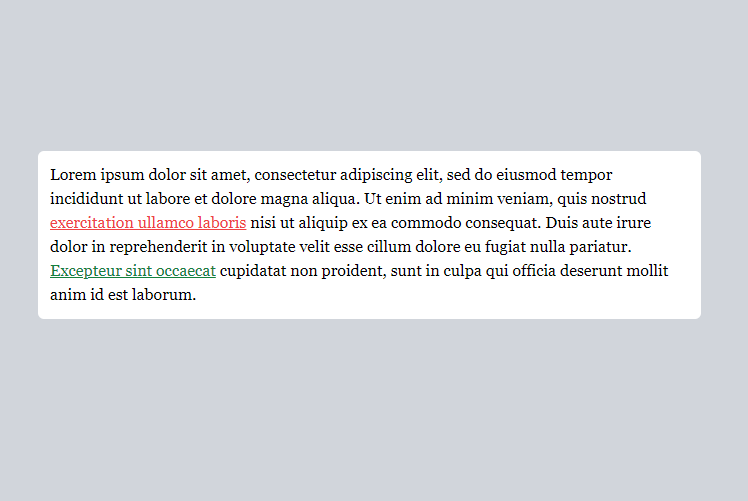 Lorem ipsum dolor sit amet, consectetur adipiscing elit, sed do eiusmod tempor
incididunt ut labore et dolore magna aliqua. Ut enim ad minim veniam, quis nostrud
exercitation ullamco laboris nisi ut aliquip ex ea commodo consequat. Duis aute irure
dolor in reprehenderit in voluptate velit esse cillum dolore eu fugiat nulla pariatur.
Excepteur sint occaecat cupidatat non proident, sunt in culpa qui officia deserunt mollit
anim id est laborum.